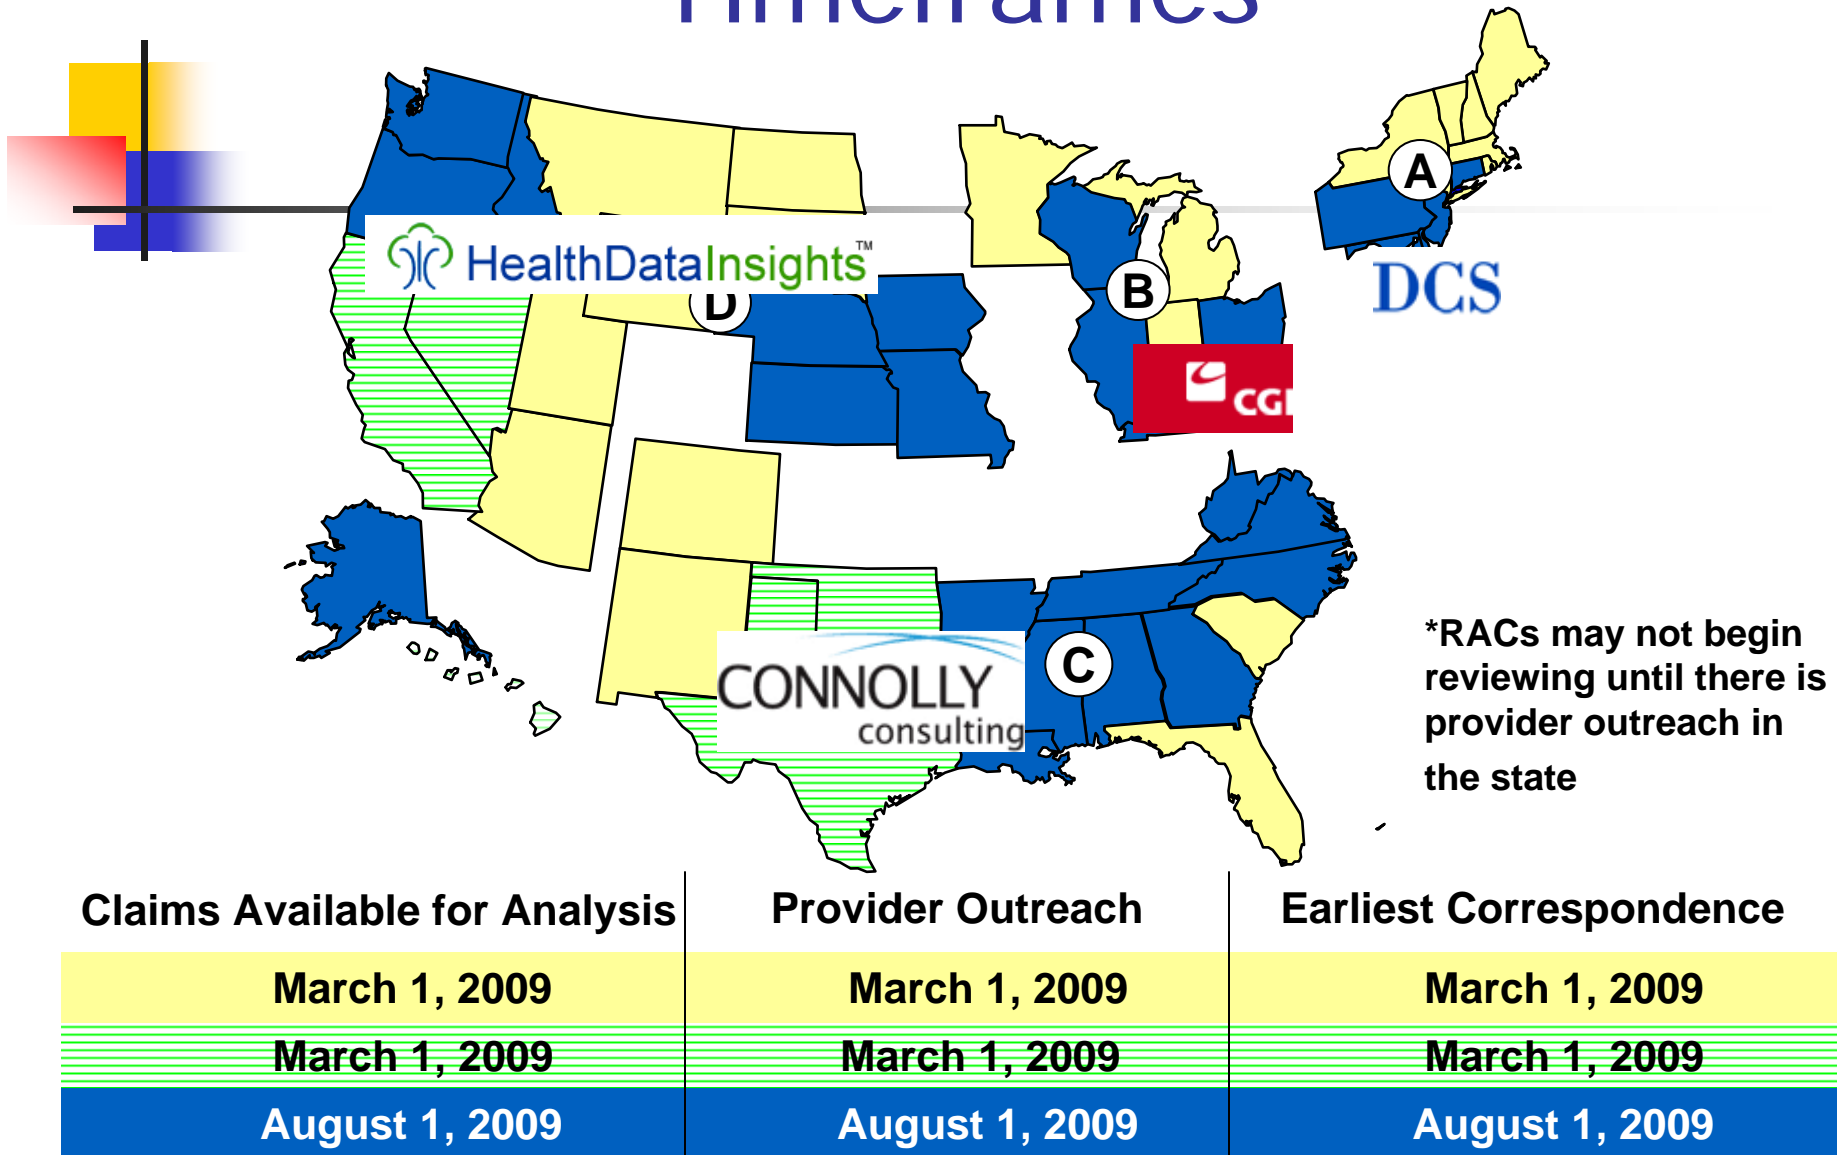 Timeframes
A
HealthDataInsights™
B
DCS
D
CGI
*RACs may not begin
reviewing until there is
provider outreach in
the state
C
CONNOLLY
consulting
Claims Available for Analysis Provider Outreach Earliest Correspondence
March 1, 2009 March 1, 2009 March 1, 2009
March 1, 2009 March 1, 2009 March 1, 2009
August 1, 2009 August 1, 2009 August 1, 2009